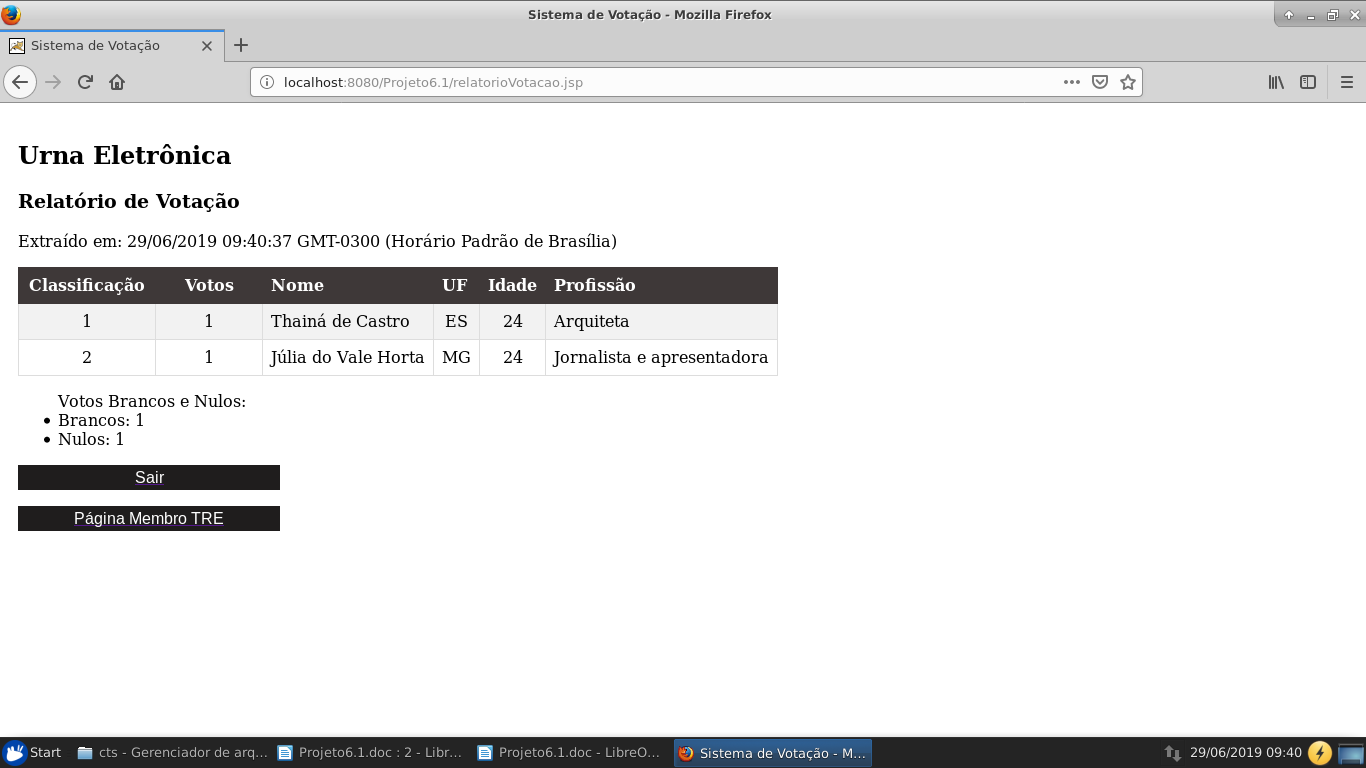 Sistema de Votação - Mozilla Firefox
Sistema de Votação
localhost:8080/Projeto6.1/relatorioVotacao.jsp
Urna Eletrônica
Relatório de Votação
Extraído em: 29/06/2019 09:40:37 GMT-0300 (Horário Padrão de Brasília)
Classificação Votos Nome UF Idade Profissão
1 1 Thainá de Castro ES 24 Arquiteta
2 1 Júlia do Vale Horta MG 24 Jornalista e apresentadora
Votos Brancos e Nulos:
• Brancos: 1
• Nulos: 1
Sair
Página Membro TRE
Start cts - Gerenciador de arq... Projeto6.1.doc : 2 - Libr... Projeto6.1.doc - LibreO... Sistema de Votação - M... 29/06/2019 09:40